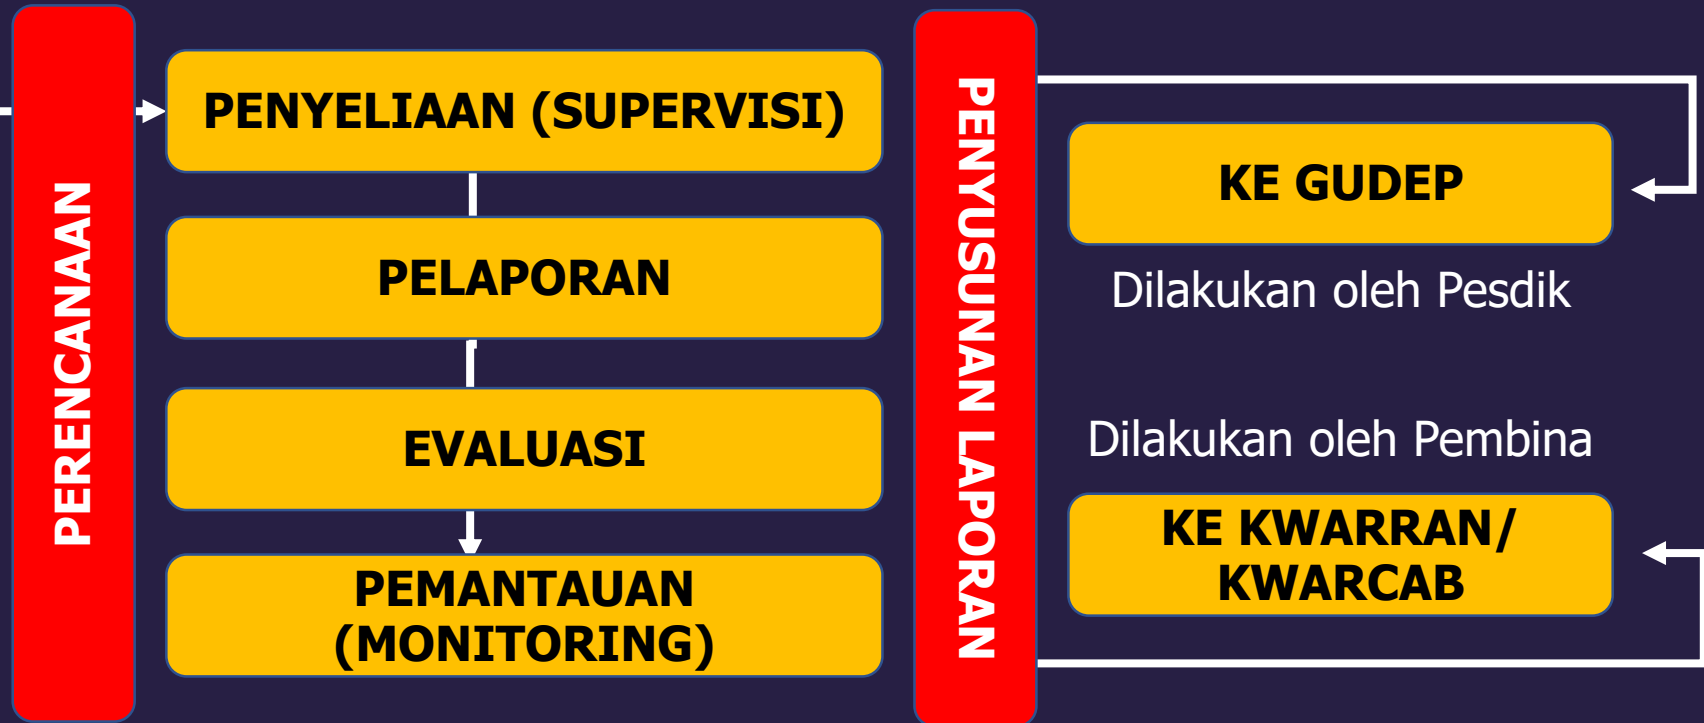 PERENCANAAN
PENYELIAAN (SUPERVISI)
PELAPORAN
EVALUASI
PEMANTAUAN
(MONITORING)
PENYUSUNAN LAPORAN
KE GUDEP
Dilakukan oleh Pesdik
Dilakukan oleh Pembina
KE KWARRAN/
KWARCAB